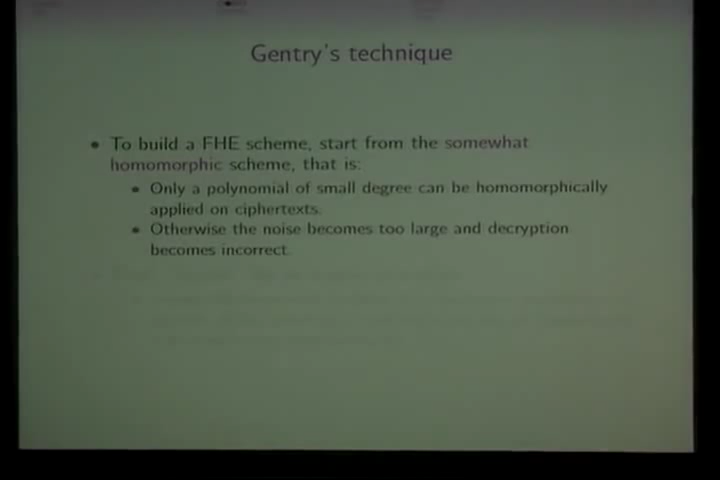 Gentry's technique
• To build a FHE scheme, start from the somewhat
homomorphic scheme, that is:
• Only a polynomial of small degree can be homomorphically
applied on ciphertexts.
• Otherwise the noise becomes too large and decryption
becomes incorrect.